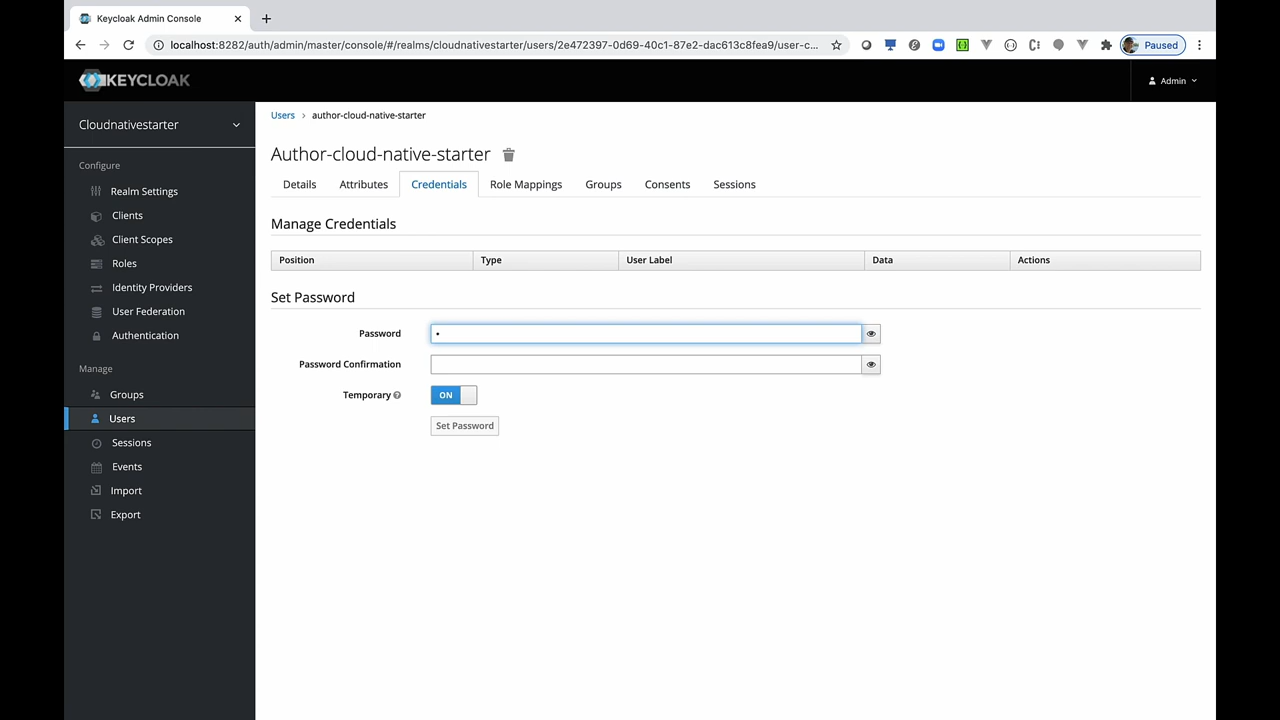 Keycloak Admin Console
localhost:8282/auth/admin/master/console/#/realms/cloudnativestarter/users/2e472397-0d69-40c1-87e2-dac613c8fea9/user-c...
Paused
KEYCLOAK
Admin
Cloudnativestarter
Configure
Realm Settings
Clients
Client Scopes
Roles
Identity Providers
User Federation
Authentication
Manage
Groups
Users
Sessions
Events
Import
Export
Users > author-cloud-native-starter
Author-cloud-native-starter
Details Attributes Credentials Role Mappings Groups Consents Sessions
Manage Credentials
Position Type User Label Data Actions
Set Password
Password
Password Confirmation
Temporary ON
Set Password